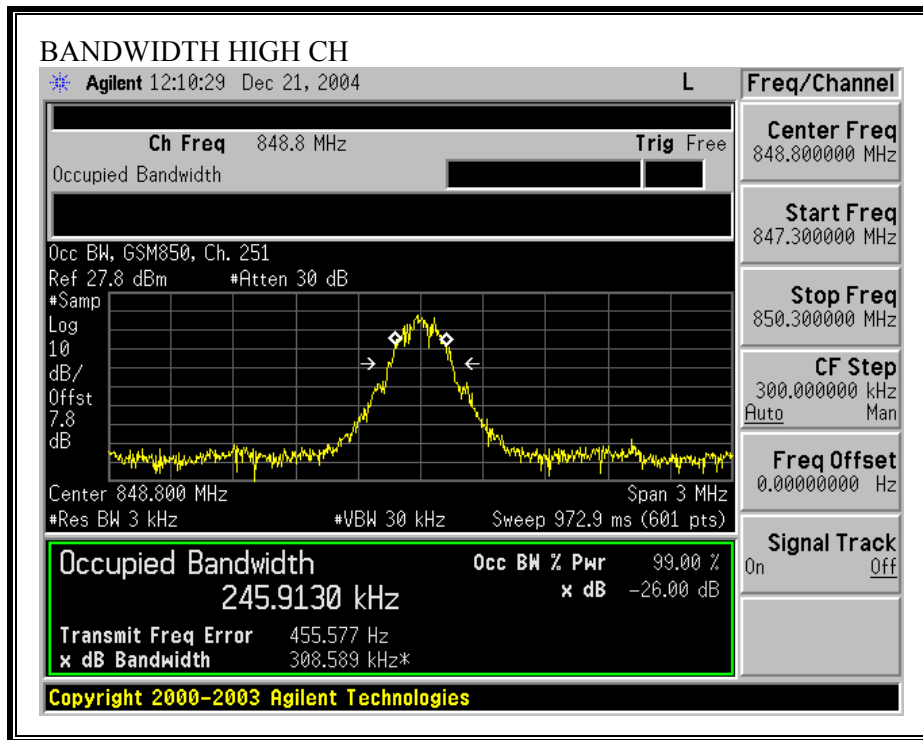 BANDWIDTH HIGH CH
Agilent 12:10:29 Dec 21, 2004 L
Freq/Channel
Ch Freq 848.8 MHz Trig Free
Occupied Bandwidth
Center Freq
848.800000 MHz
Start Freq
847.300000 MHz
Stop Freq
850.300000 MHz
CF Step
300.000000 kHz
Auto Man
Freq Offset
0.00000000 Hz
Signal Track
On Off
Occ BW, GSM850, Ch. 251
Ref 27.8 dBm #Atten 30 dB
#Samp
Log
10
dB/
Offst
7.8
dB
Center 848.800 MHz Span 3 MHz
#Res BW 3 kHz #VBW 30 kHz Sweep 972.9 ms (601 pts)
Occupied Bandwidth Occ BW % Pwr 99.00 %
245.9130 kHz x dB -26.00 dB
Transmit Freq Error 455.577 Hz
x dB Bandwidth 308.589 kHz*
Copyright 2000-2003 Agilent Technologies